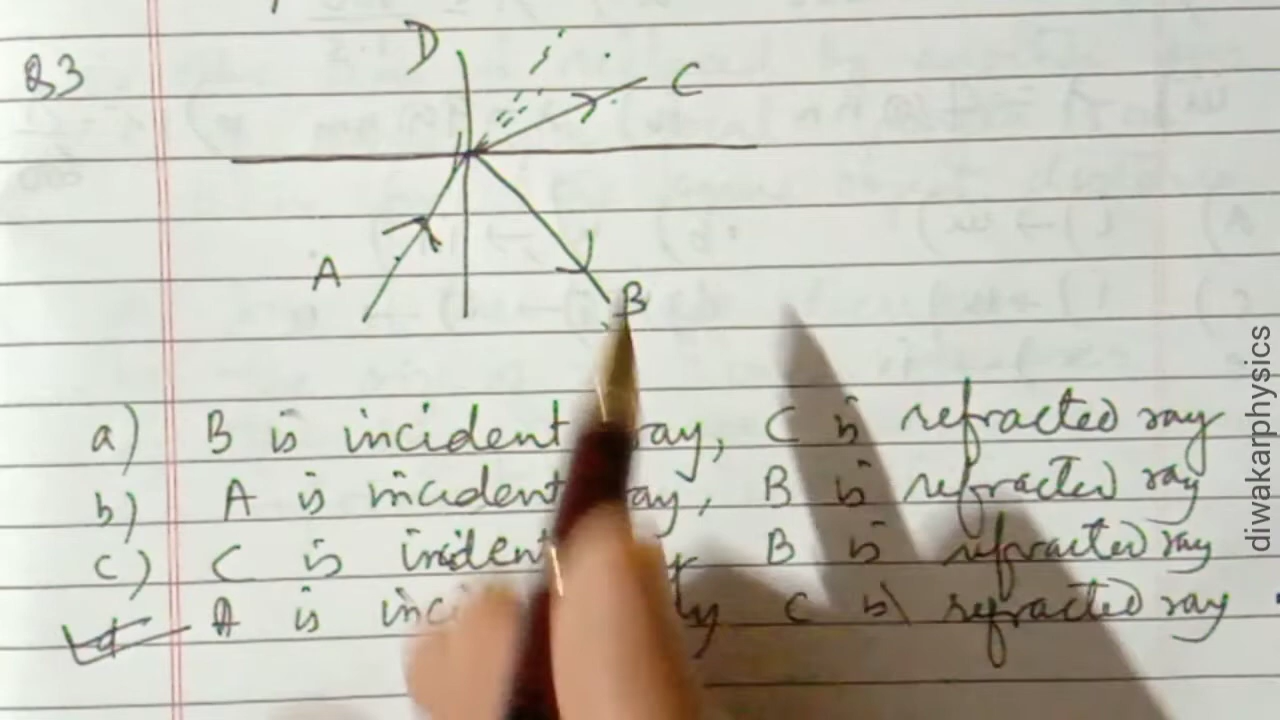 Q3
D
C
A
B
a) B is incident ray, C is refracted ray
b) A is incident ray, B is refracted ray
c) C is incident B is refracted ray
d A is C is refracted ray
diwakarphysics